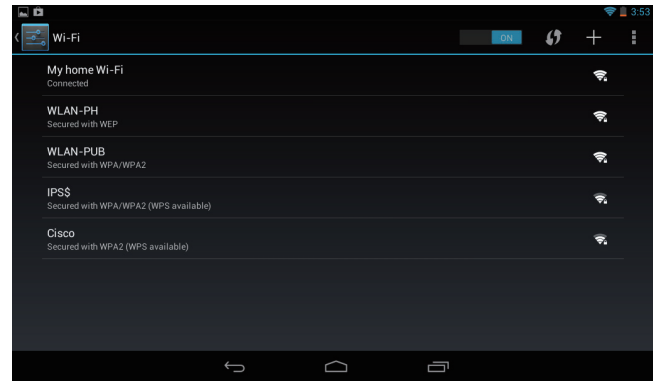 3:53
Wi-Fi
ON
My home Wi-Fi
Connected
WLAN-PH
Secured with WEP
WLAN-PUB
Secured with WPA/WPA2
IPS$
Secured with WPA/WPA2 (WPS available)
Cisco
Secured with WPA2 (WPS available)